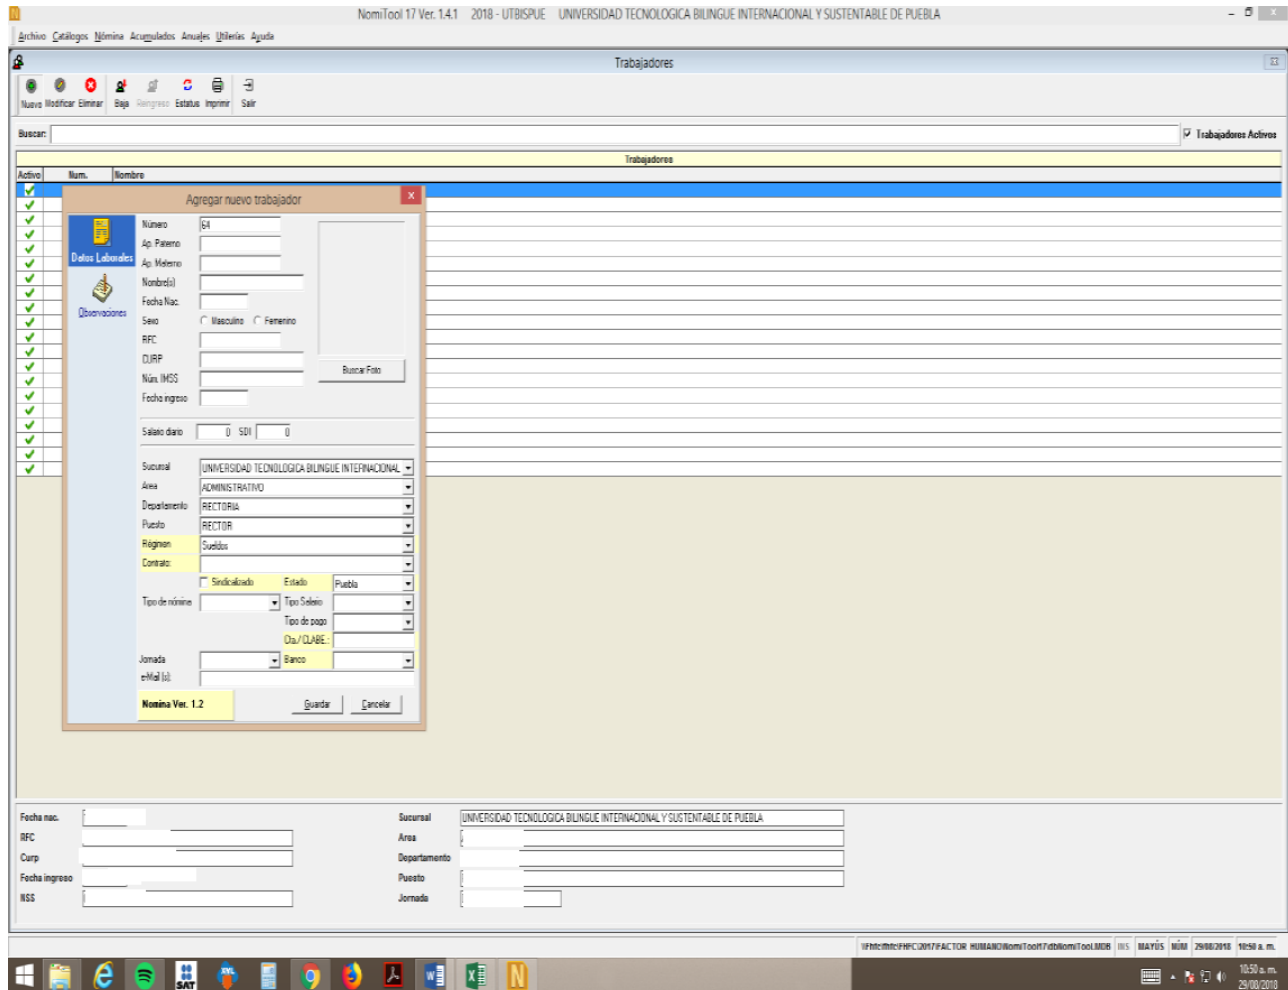 NomiTool 17 Ver. 1.4.1 2018 - UTBISPUE UNIVERSIDAD TECNOLOGICA BILINGUE INTERNACIONAL Y SUSTENTABLE DE PUEBLA
Archivo Catálogos Nómina Acumulados Anuales Utilerías Ayuda
Trabajadores
Nuevo Modificar Eliminar Baja Reingreso Estatus Imprimir Salir
Buscar: Trabajadores Activos
Trabajadores
Activo Num. Nombre
Agregar nuevo trabajador
Datos Laborales
Observaciones
Número 64
Ap. Paterno
Ap. Materno
Nombre(s)
Fecha Nac.
Sexo Masculino Femenino
RFC
CURP
Núm. IMSS
Buscar Foto
Fecha ingreso
Salario diario 0 SDI 0
Sucursal UNIVERSIDAD TECNOLOGICA BILINGUE INTERNACIONAL
Area ADMINISTRATIVO
Departamento RECTORIA
Puesto RECTOR
Régimen Sueldos
Contrato:
Sindicalizado Estado Puebla
Tipo de nómina Tipo Salario
Tipo de pago
Cta./ CLABE.:
Jornada Banco
e-Mail (s):
Nomina Ver. 1.2 Guardar Cancelar
Fecha nac. Sucursal UNIVERSIDAD TECNOLOGICA BILINGUE INTERNACIONAL Y SUSTENTABLE DE PUEBLA
RFC Area
Curp Departamento
Fecha ingreso Puesto
NSS Jornada
MAYÚS NÚM 29/08/2018 10:50 a. m.
SAT
XML
10:50 a. m.
29/08/2018